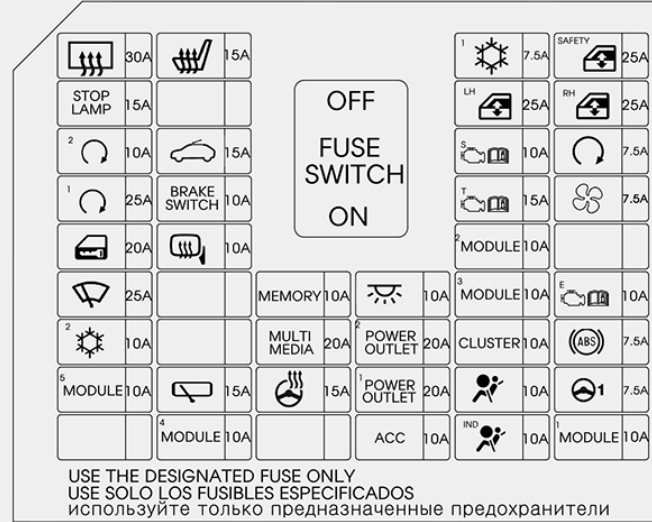 30A 15A 1 7.5A SAFETY 25A
STOP LAMP 15A LH 25A RH 25A
2 10A 15A S 10A 7.5A
1 25A BRAKE SWITCH 10A T 15A 7.5A
20A 10A 2 MODULE 10A
OFF
FUSE
SWITCH
ON
25A MEMORY 10A 10A 3 MODULE 10A E 10A
2 10A MULTI MEDIA 20A 2 POWER OUTLET 20A CLUSTER 10A (ABS) 7.5A
5 MODULE 10A 15A 15A 1 POWER OUTLET 20A 10A 1 7.5A
4 MODULE 10A ACC 10A IND 10A 1 MODULE 10A
USE THE DESIGNATED FUSE ONLY
USE SOLO LOS FUSIBLES ESPECIFICADOS
используйте только предназначенные предохранители